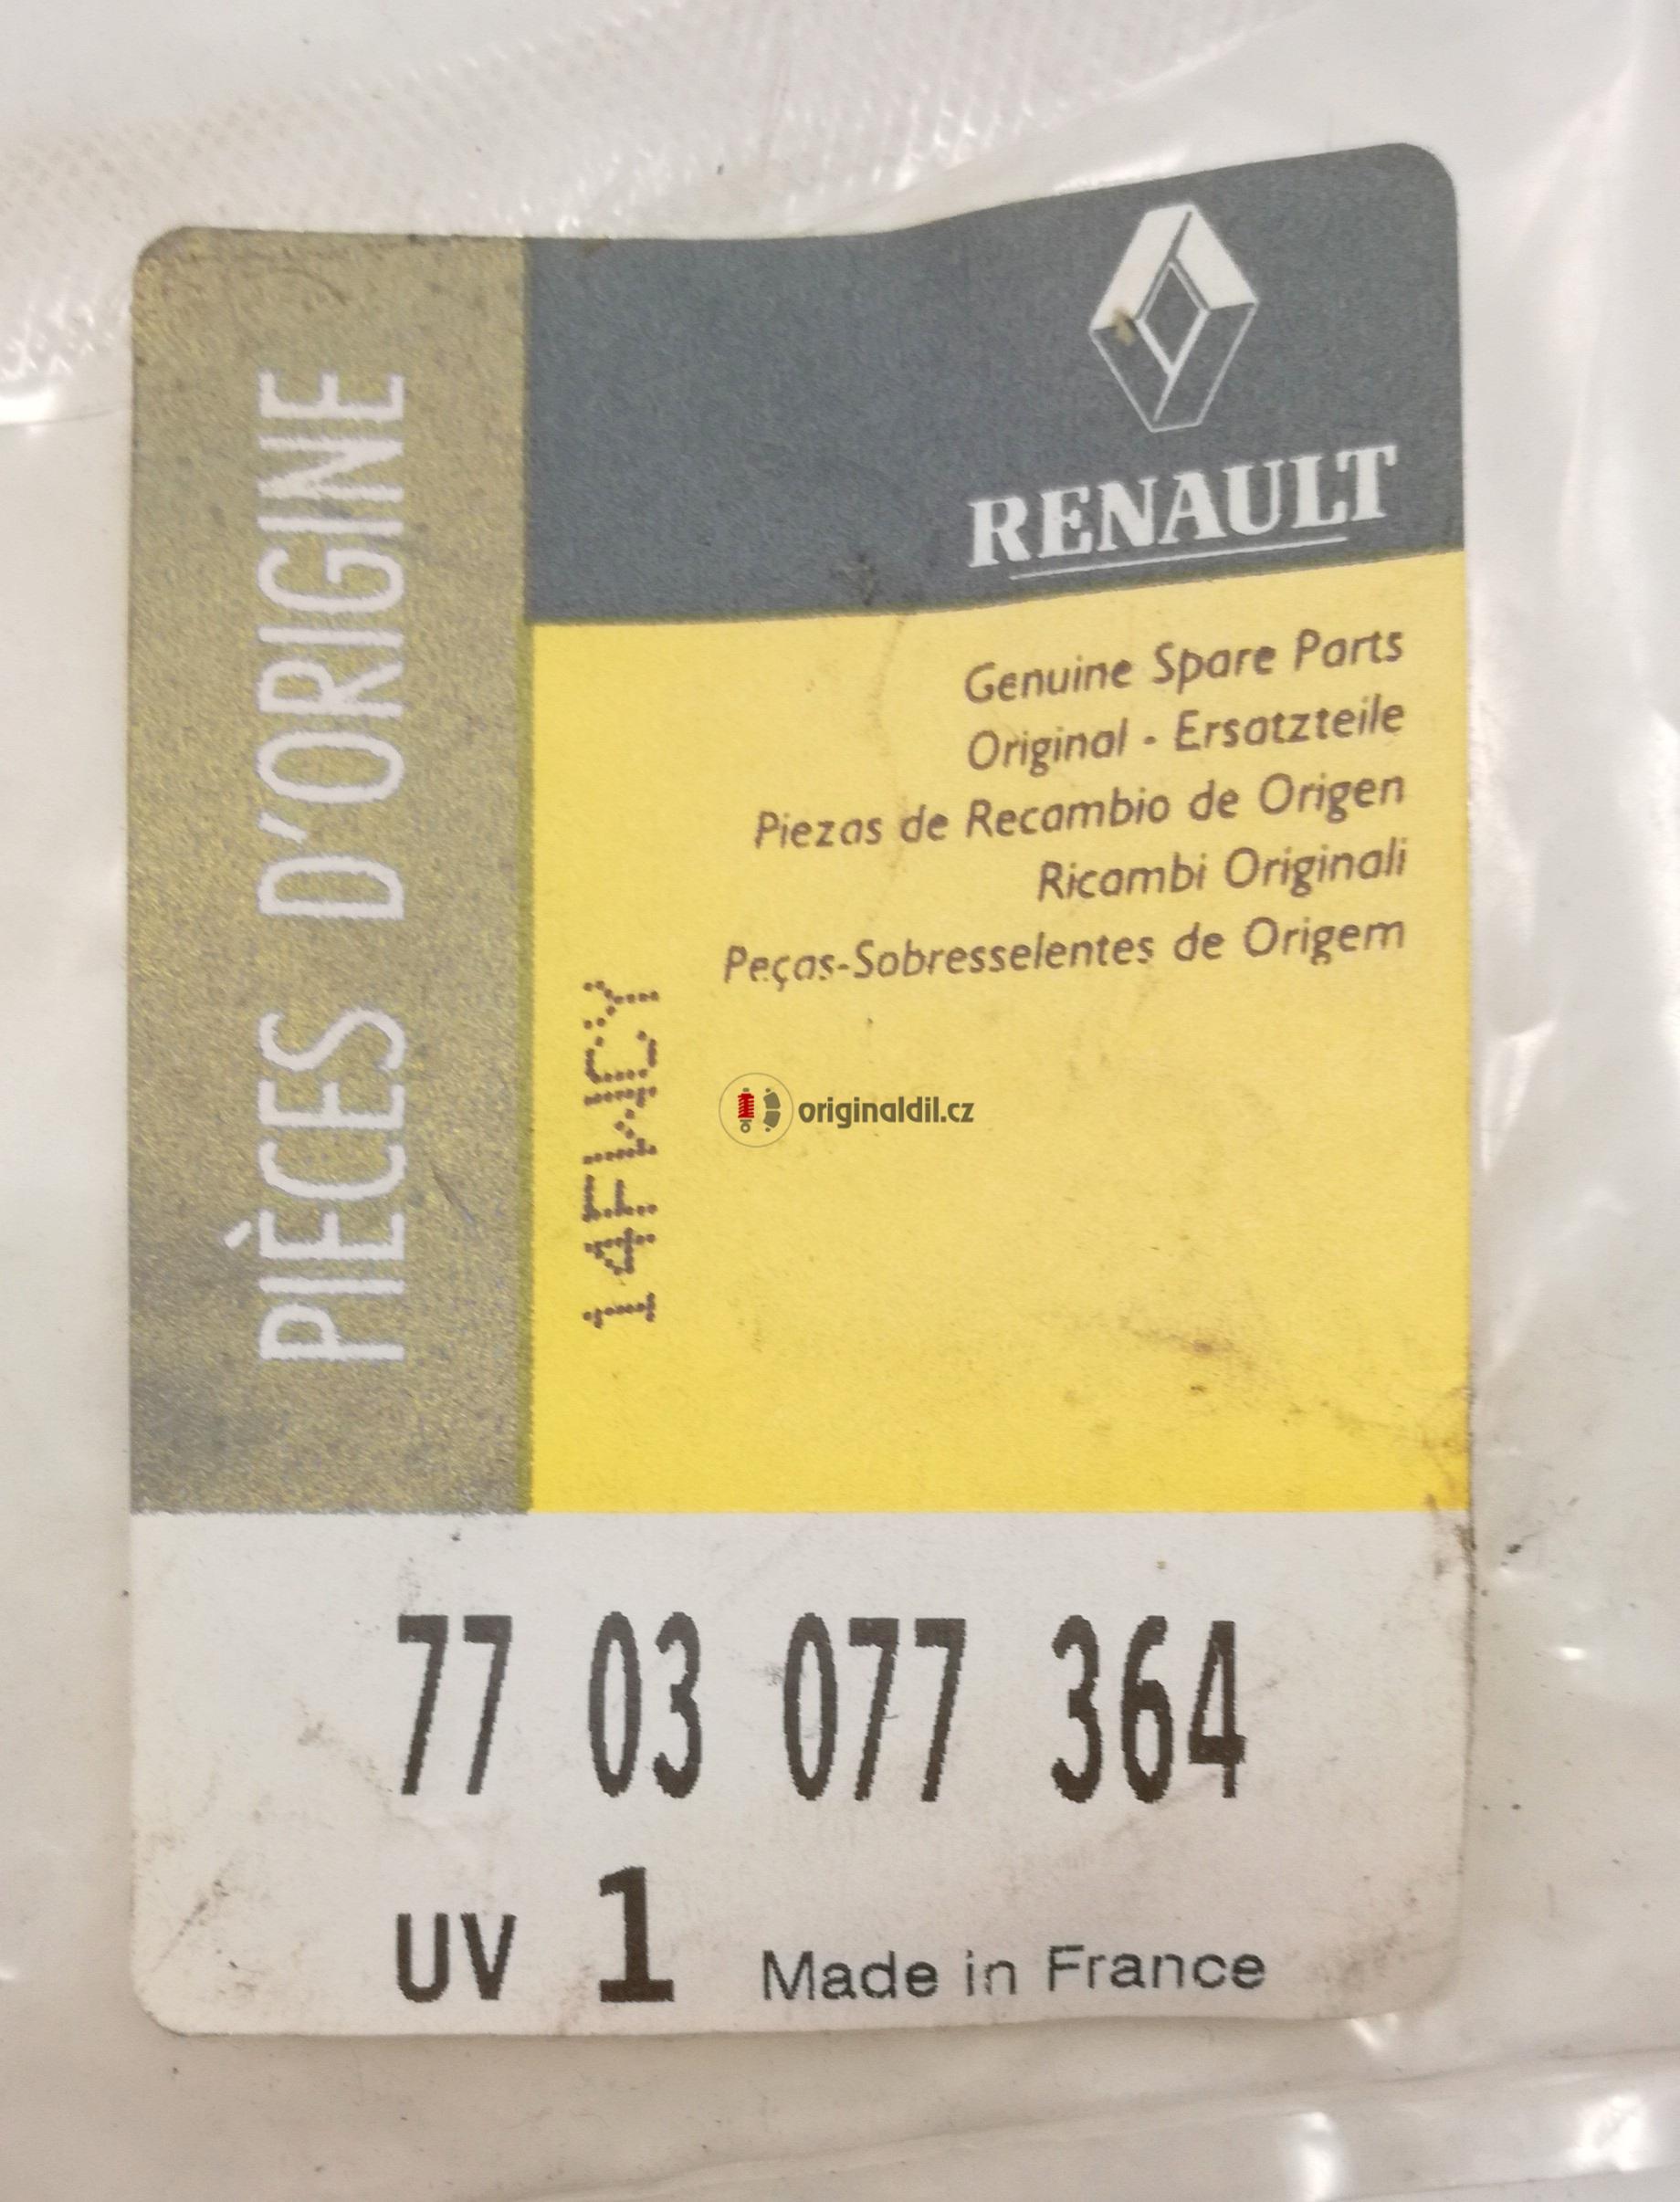 PIÈCES D'ORIGINE
RENAULT
Genuine Spare Parts
Original - Ersatzteile
Piezas de Recambio de Origen
Ricambi Originali
Peças-Sobresselentes de Origem
14FWCY
originaldil.cz
77 03 077 364
UV 1 Made in France